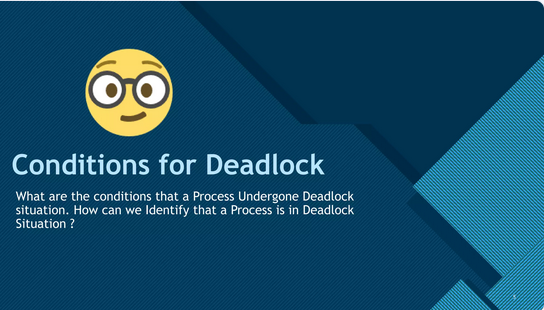 Conditions for Deadlock
What are the conditions that a Process Undergone Deadlock
situation. How can we Identify that a Process is in Deadlock
Situation ?